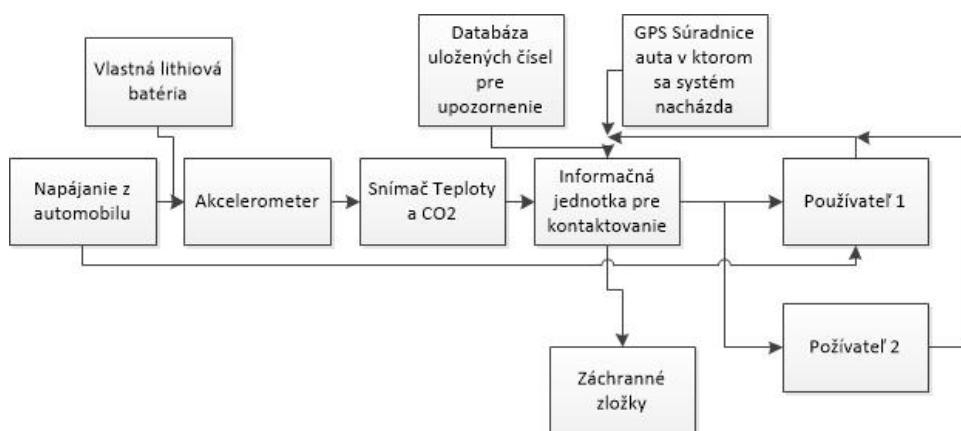 Databáza
uložených čísel
pre
upozornenie
GPS Súradnice
auta v ktorom
sa systém
nacházda
Vlastná lithiová
batéria
Napájanie z
automobilu
Akcelerometer
Snímač Teploty
a CO2
Informačná
jednotka pre
kontaktovanie
Používateľ 1
Požívateľ 2
Záchranné
zložky